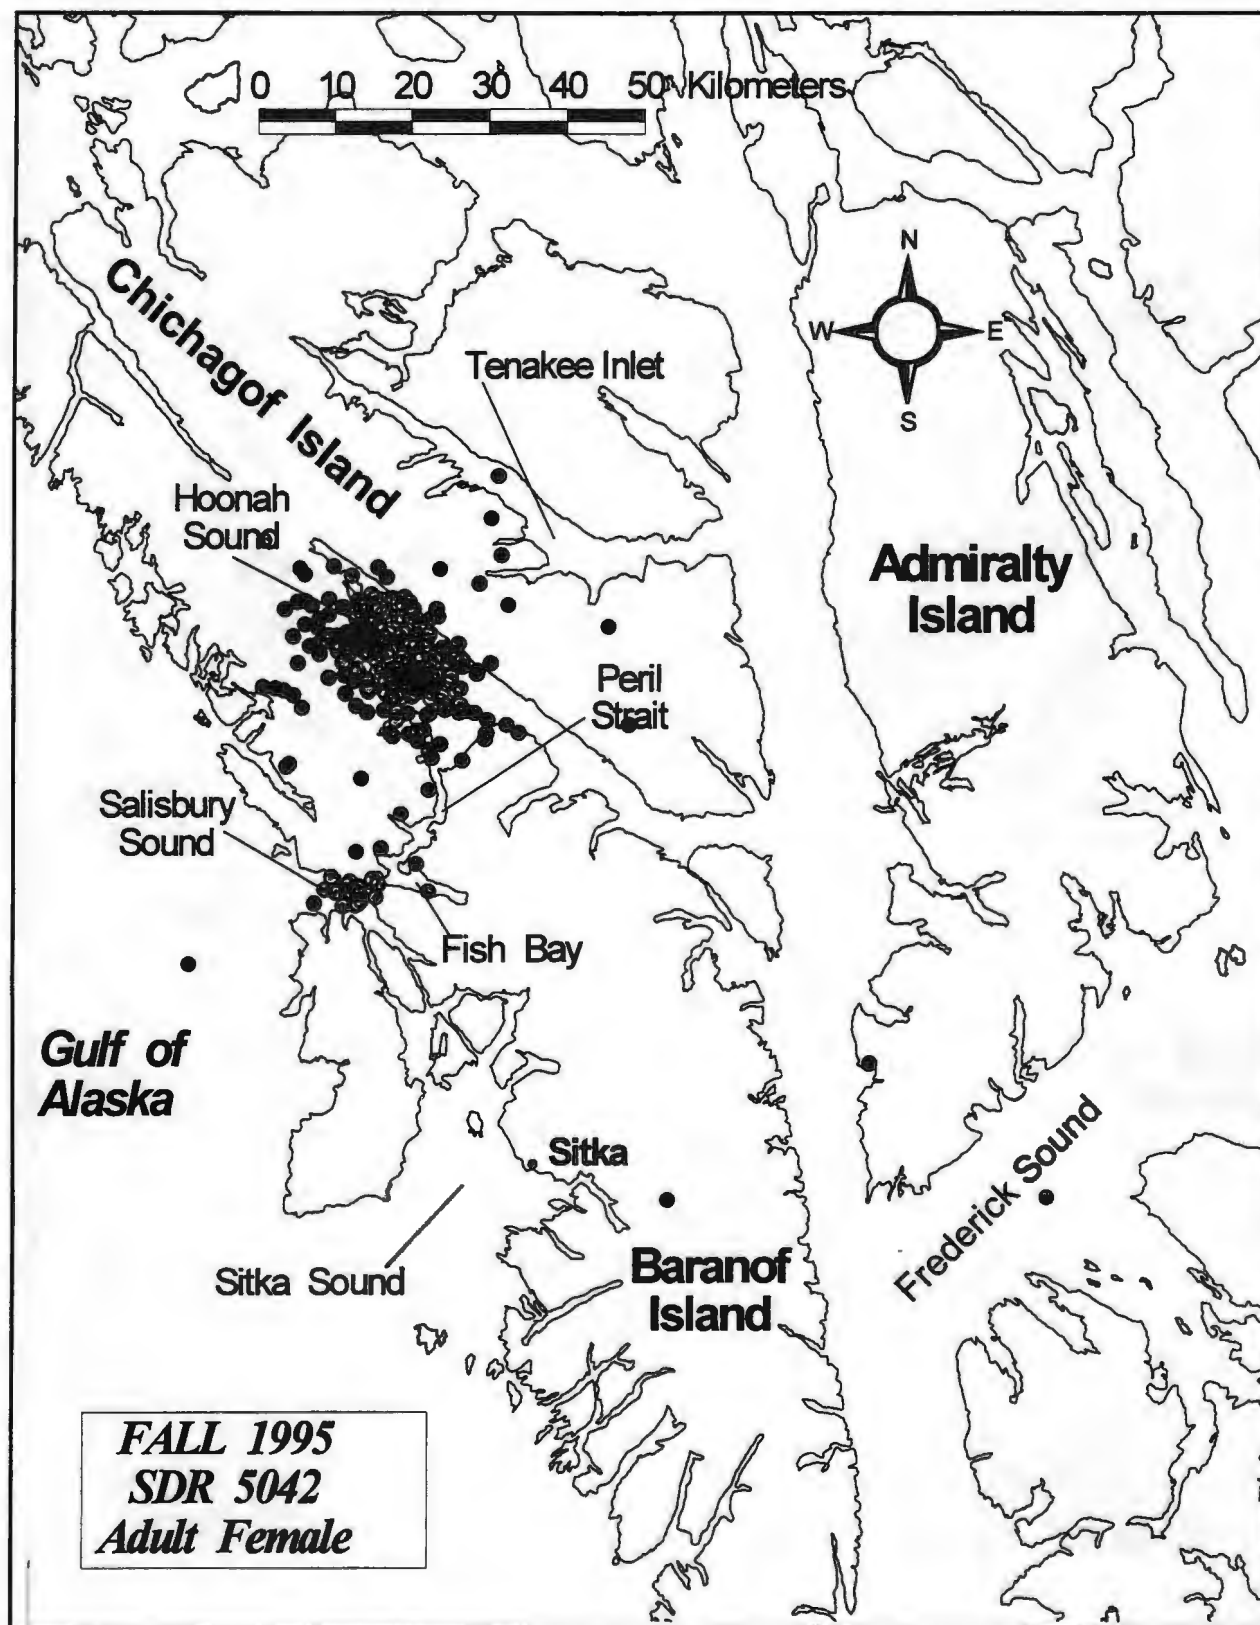 0 10 20 30 40 50 Kilometers
N
W E
S
Chichagof Island
Tenakee Inlet
Hoonah
Sound
Admiralty
Island
Peril
Strait
Salisbury
Sound
Fish Bay
Gulf of
Alaska
Sitka
Frederick Sound
Sitka Sound
Baranof
Island
FALL 1995
SDR 5042
Adult Female